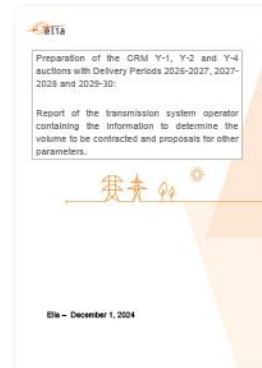 elia
Preparation of the CRM Y-1, Y-2 and Y-4
auctions with Delivery Periods 2026-2027, 2027-
2028 and 2029-30:
Report of the transmission system operator
containing the information to determine the
volume to be contracted and proposals for other
parameters.
Elia – December 1, 2024